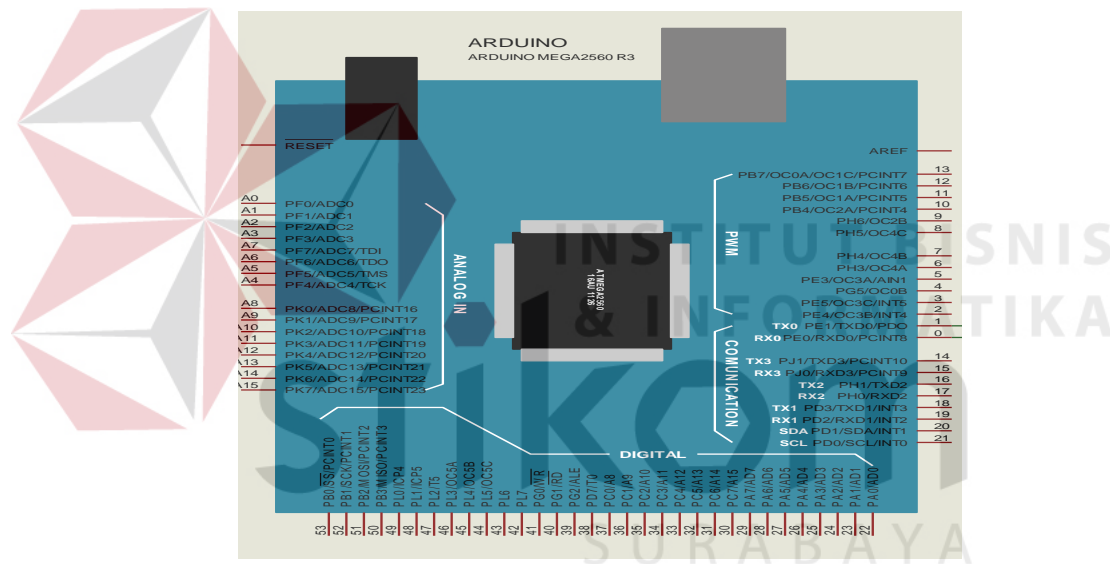 ARDUINO
ARDUINO MEGA2560 R3
RESET
AREF
A0 PF0/ADC0
A1 PF1/ADC1
A2 PF2/ADC2
A3 PF3/ADC3
A7 PF7/ADC7/TDI
A6 PF6/ADC6/TDO
A5 PF5/ADC5/TMS
A4 PF4/ADC4/TCK
A8 PK0/ADC8/PCINT16
A9 PK1/ADC9/PCINT17
A10 PK2/ADC10/PCINT18
A11 PK3/ADC11/PCINT19
A12 PK4/ADC12/PCINT20
A13 PK5/ADC13/PCINT21
A14 PK6/ADC14/PCINT22
A15 PK7/ADC15/PCINT23
ANALOG IN
ATMEGA2560
16AU 1126
PWM
COMUNICATION
PB7/OC0A/OC1C/PCINT7 13
PB6/OC1B/PCINT6 12
PB5/OC1A/PCINT5 11
PB4/OC2A/PCINT4 10
PH6/OC2B 9
PH5/OC4C 8
PH4/OC4B 7
PH3/OC4A 6
PE3/OC3A/AIN1 5
PG5/OC0B 4
PE5/OC3C/INT5 3
PE4/OC3B/INT4 2
TX0 PE1/TXD0/PDO 1
RX0 PE0/RXD0/PCINT8 0
TX3 PJ1/TXD3/PCINT10 14
RX3 PJ0/RXD3/PCINT9 15
TX2 PH1/TXD2 16
RX2 PH0/RXD2 17
TX1 PD3/TXD1/INT3 18
RX1 PD2/RXD1/INT2 19
SDA PD1/SDA/INT1 20
SCL PD0/SCL/INT0 21
DIGITAL
PB0/SS/PCINT0 53
PB1/SCK/PCINT1 52
PB2/MOSI/PCINT2 51
PB3/MISO/PCINT3 50
PL0/ICP4 49
PL1/ICP5 48
PL2/T5 47
PL3/OC5A 46
PL4/OC5B 45
PL5/OC5C 44
PL6 43
PL7 42
PG0/WR 41
PG1/RD 40
PG2/ALE 39
PD7/T0 38
PC0/A8 37
PC1/A9 36
PC2/A10 35
PC3/A11 34
PC4/A12 33
PC5/A13 32
PC6/A14 31
PC7/A15 30
PA7/AD7 29
PA6/AD6 28
PA5/AD5 27
PA4/AD4 26
PA3/AD3 25
PA2/AD2 24
PA1/AD1 23
PA0/AD0 22
INSTITUT BISNIS
& INFORMATIKA
stikom
SURABAYA